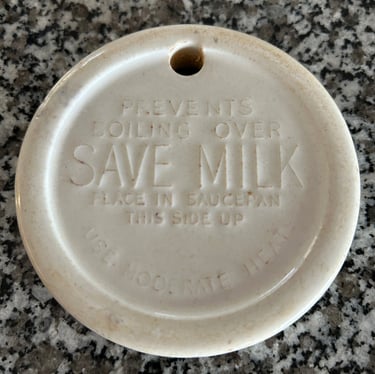 PREVENTS
BOILING OVER
SAVE MILK
PLACE IN SAUCEPAN
THIS SIDE UP
USE MODERATE HEAT